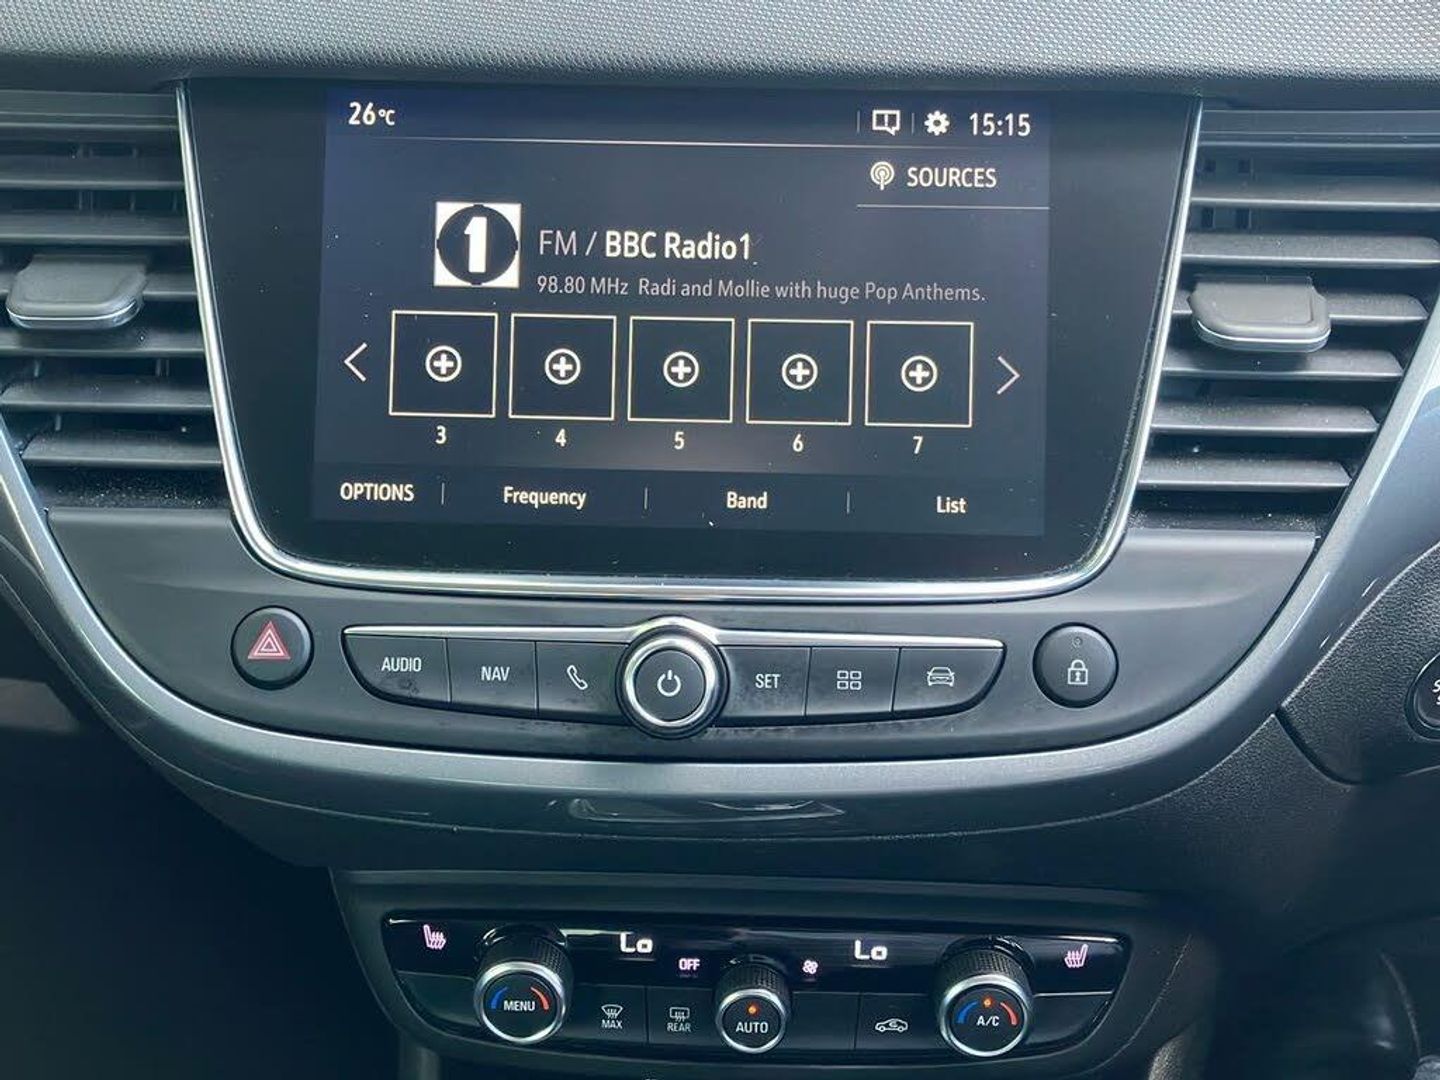 26°C
15:15
SOURCES
1
FM / BBC Radio1
98.80 MHz Radi and Mollie with huge Pop Anthems.
3 4 5 6 7
OPTIONS Frequency Band List
AUDIO NAV SET
Lo Lo
OFF
MENU MAX REAR AUTO A/C